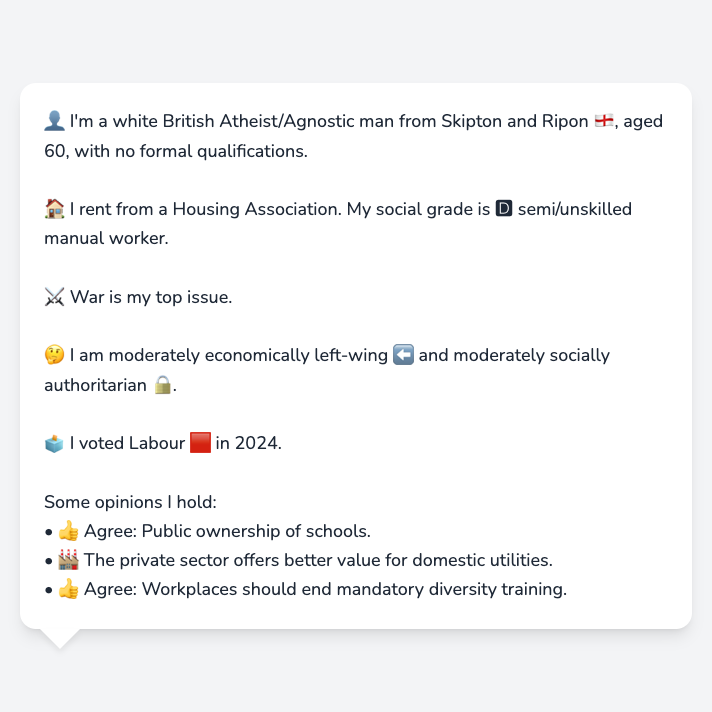 👤 I'm a white British Atheist/Agnostic man from Skipton and Ripon 🏴󠁧󠁢󠁥󠁮󠁧󠁿, aged
60, with no formal qualifications.
🏠 I rent from a Housing Association. My social grade is 🅳 semi/unskilled
manual worker.
⚔️ War is my top issue.
🤔 I am moderately economically left-wing ⬅️ and moderately socially
authoritarian 🔒.
🗳️ I voted Labour 🟥 in 2024.
Some opinions I hold:
• 👍 Agree: Public ownership of schools.
• 🏭 The private sector offers better value for domestic utilities.
• 👍 Agree: Workplaces should end mandatory diversity training.